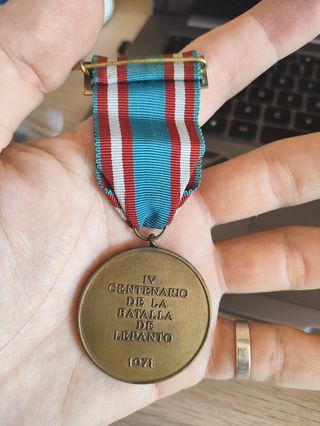 IV
CENTENARIO
DE LA
BATALLA
DE
LEPANTO
1971